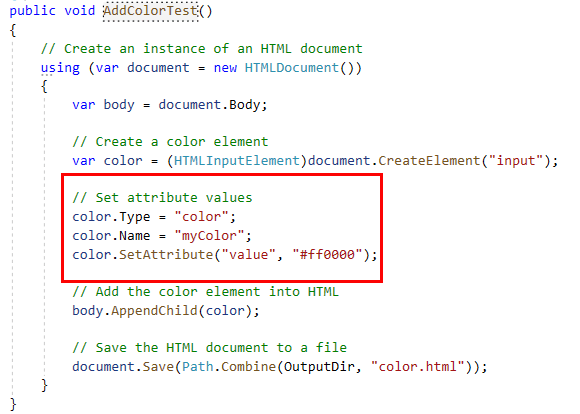 public void AddColorTest()
{
    // Create an instance of an HTML document
    using (var document = new HTMLDocument())
    {
        var body = document.Body;
        // Create a color element
        var color = (HTMLInputElement)document.CreateElement("input");
        // Set attribute values
        color.Type = "color";
        color.Name = "myColor";
        color.SetAttribute("value", "#ff0000");
        // Add the color element into HTML
        body.AppendChild(color);
        // Save the HTML document to a file
        document.Save(Path.Combine(OutputDir, "color.html"));
    }
}